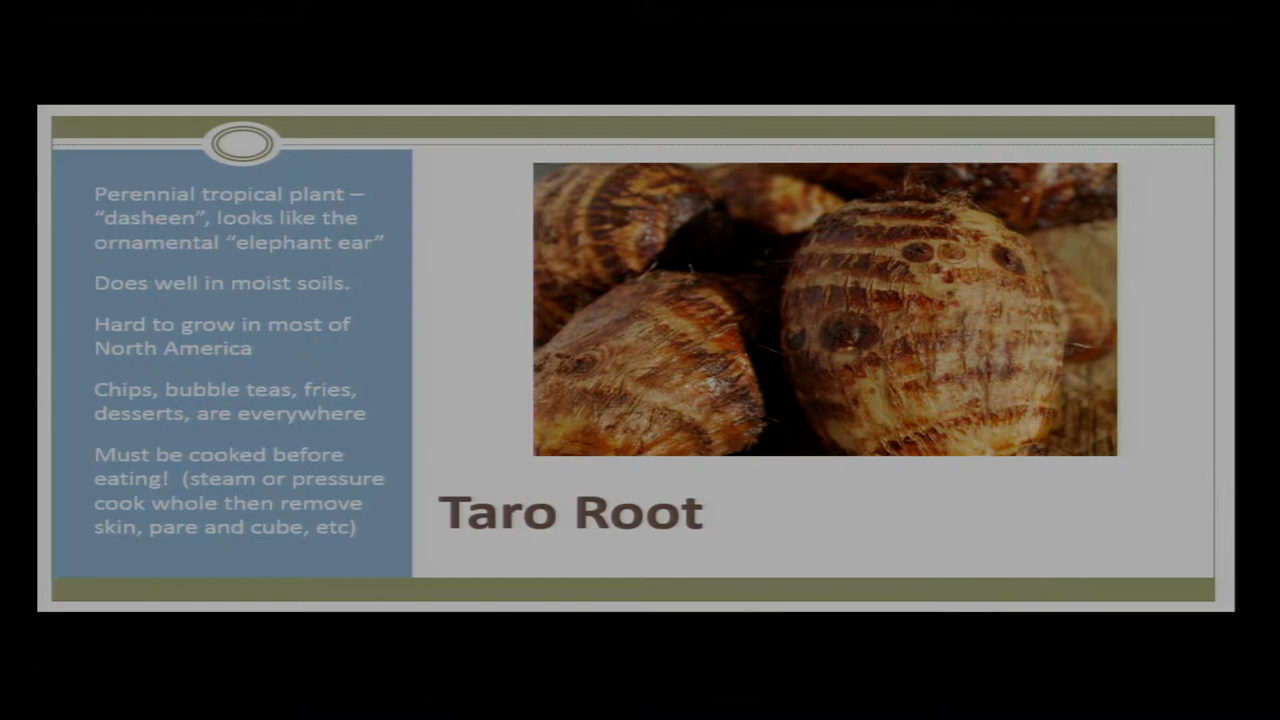 Perennial tropical plant –
“dasheen”, looks like the
ornamental “elephant ear”
Does well in moist soils.
Hard to grow in most of
North America
Chips, bubble teas, fries,
desserts, are everywhere
Must be cooked before
eating!  (steam or pressure
cook whole then remove
skin, pare and cube, etc)
Taro Root